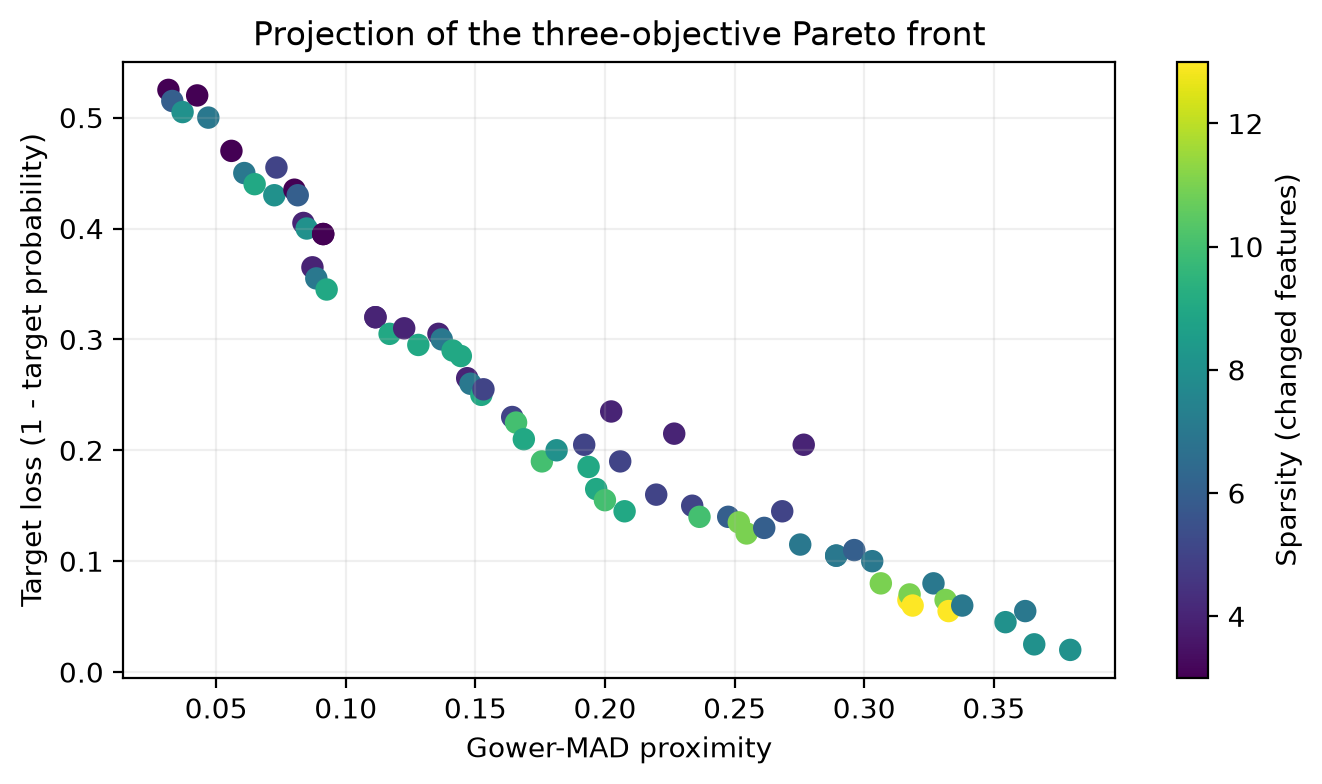 Projection of the three-objective Pareto front
Target loss (1 - target probability)
0.5
0.4
0.3
0.2
0.1
0.0
0.05 0.10 0.15 0.20 0.25 0.30 0.35
Gower-MAD proximity
12
10
8
6
4
Sparsity (changed features)